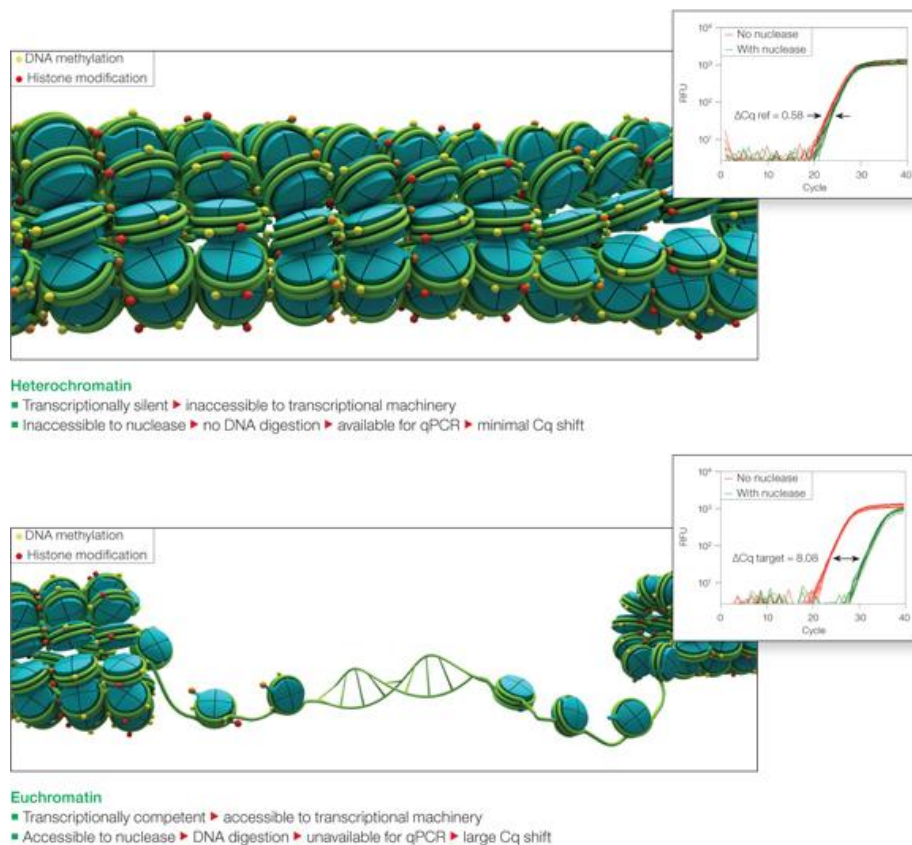 DNA methylation
Histone modification
10⁴
10³
10²
10¹
RFU
No nuclease
With nuclease
ΔCq ref = 0.58
0 10 20 30 40
Cycle
Heterochromatin
Transcriptionally silent ▶ inaccessible to transcriptional machinery
Inaccessible to nuclease ▶ no DNA digestion ▶ available for qPCR ▶ minimal Cq shift
DNA methylation
Histone modification
10⁴
10³
10²
10¹
RFU
No nuclease
With nuclease
ΔCq target = 8.08
0 10 20 30 40
Cycle
Euchromatin
Transcriptionally competent ▶ accessible to transcriptional machinery
Accessible to nuclease ▶ DNA digestion ▶ unavailable for qPCR ▶ large Cq shift